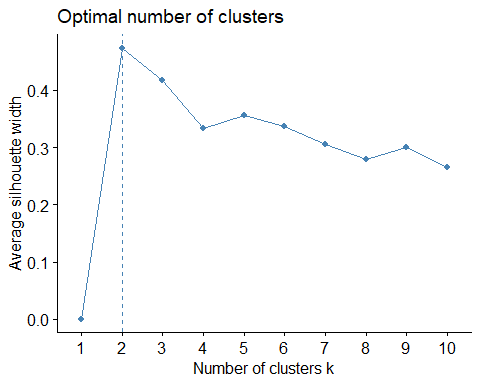 Optimal number of clusters
Average silhouette width
0.4
0.3
0.2
0.1
0.0
1 2 3 4 5 6 7 8 9 10
Number of clusters k